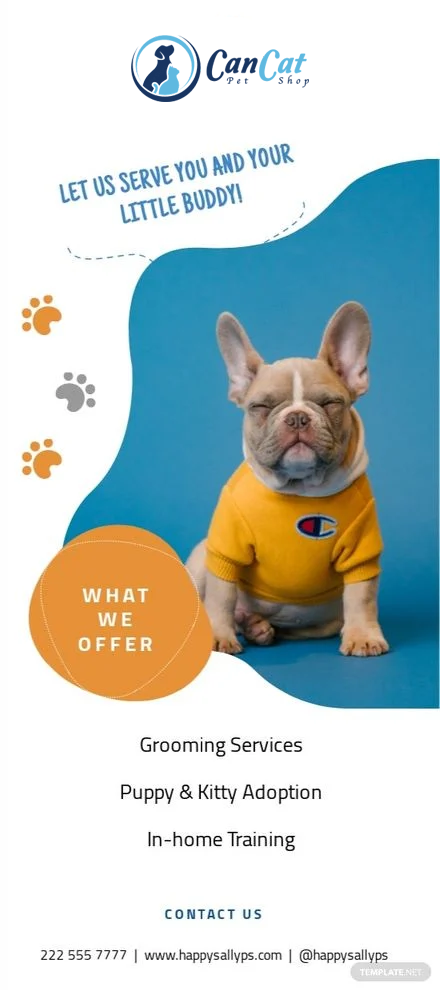 CanCat
Pet Shop
LET US SERVE YOU AND YOUR
LITTLE BUDDY!
WHAT
WE
OFFER
Grooming Services
Puppy & Kitty Adoption
In-home Training
CONTACT US
222 555 7777 | www.happysallyps.com | @happysallyps
TEMPLATE.NET